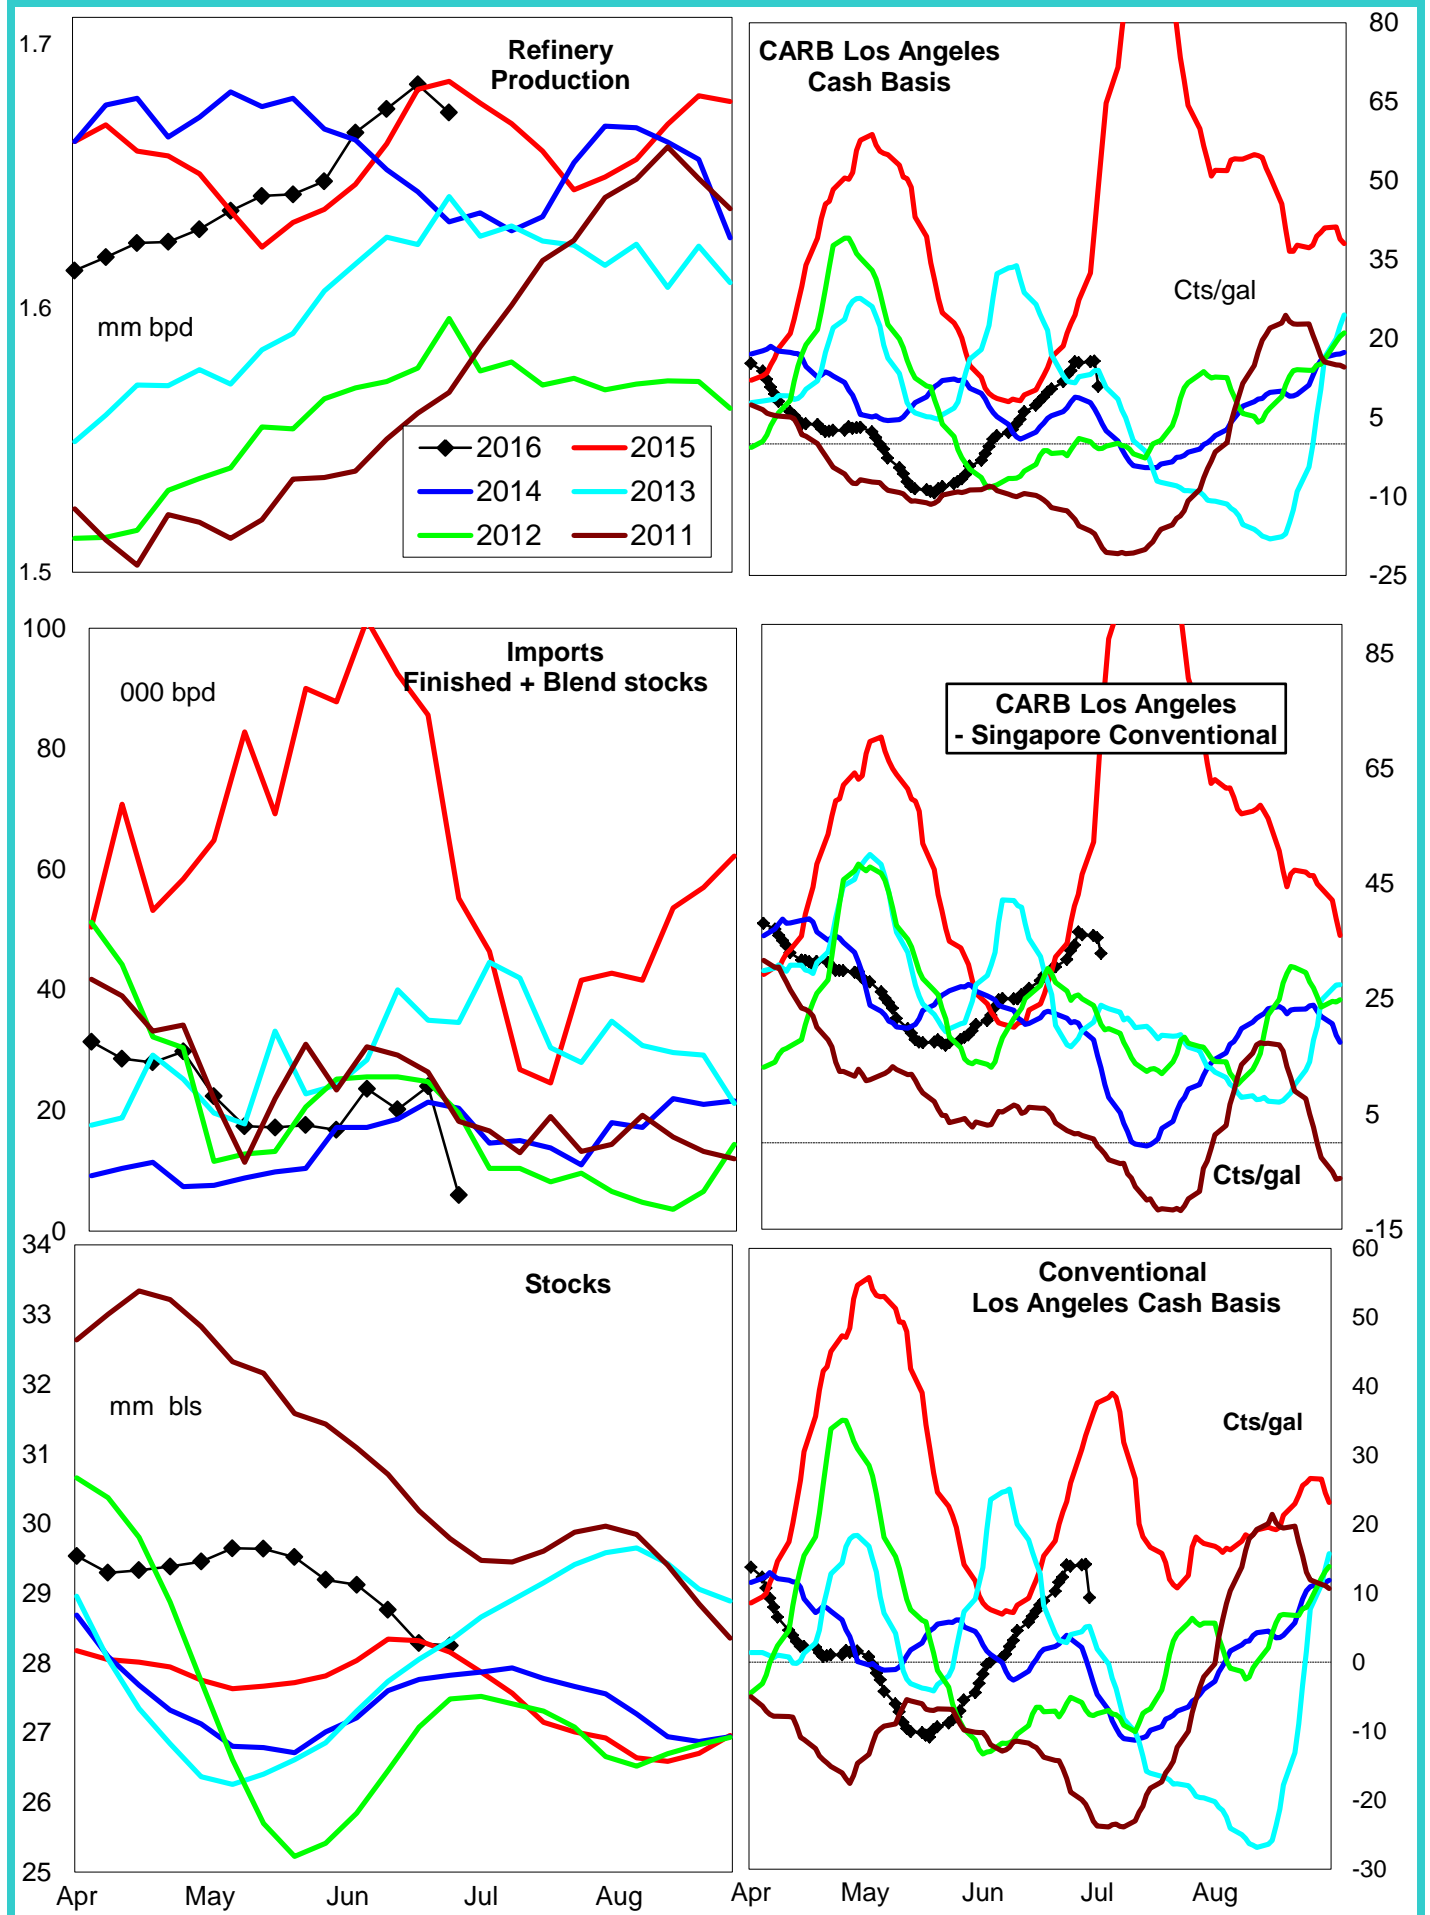 Refinery
Production
1.7
1.6
1.5
mm bpd
2016
2015
2014
2013
2012
2011
CARB Los Angeles
Cash Basis
Cts/gal
80
65
50
35
20
5
-10
-25
Imports
Finished + Blend stocks
000 bpd
100
80
60
40
20
0
CARB Los Angeles
- Singapore Conventional
85
65
45
25
5
-15
Cts/gal
Stocks
mm bls
34
33
32
31
30
29
28
27
26
25
Apr
May
Jun
Jul
Aug
Conventional
Los Angeles Cash Basis
Cts/gal
60
50
40
30
20
10
0
-10
-20
-30
Apr
May
Jun
Jul
Aug